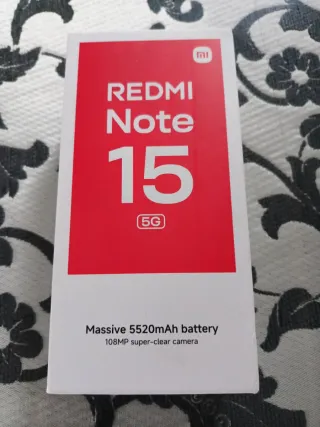 mi
REDMI
Note
15
5G
Massive 5520mAh battery
108MP super-clear camera